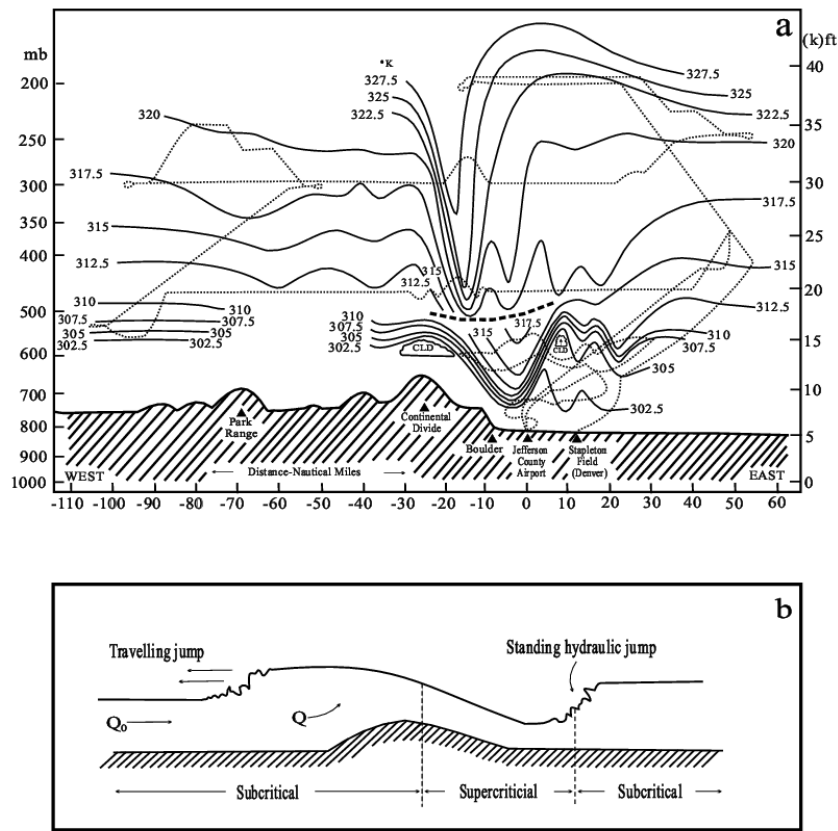 a
mb
(k)ft
°K
200
250
300
350
400
500
600
700
800
900
1000
40
35
30
25
20
15
10
5
0
327.5
325
322.5
320
317.5
315
312.5
310
307.5
305
302.5
310
307.5
305
302.5
315
312.5
310
307.5
305
302.5
315
317.5
CLD
CLD
327.5
325
322.5
320
317.5
315
312.5
310
307.5
305
302.5
Park
Range
Continental
Divide
Boulder
Jefferson
County
Airport
Stapleton
Field
(Denver)
WEST
Distance-Nautical Miles
EAST
-110 -100 -90 -80 -70 -60 -50 -40 -30 -20 -10 0 10 20 30 40 50 60
b
Travelling jump
Standing hydraulic jump
Q0
Q
Subcritical
Supercriticial
Subcritical